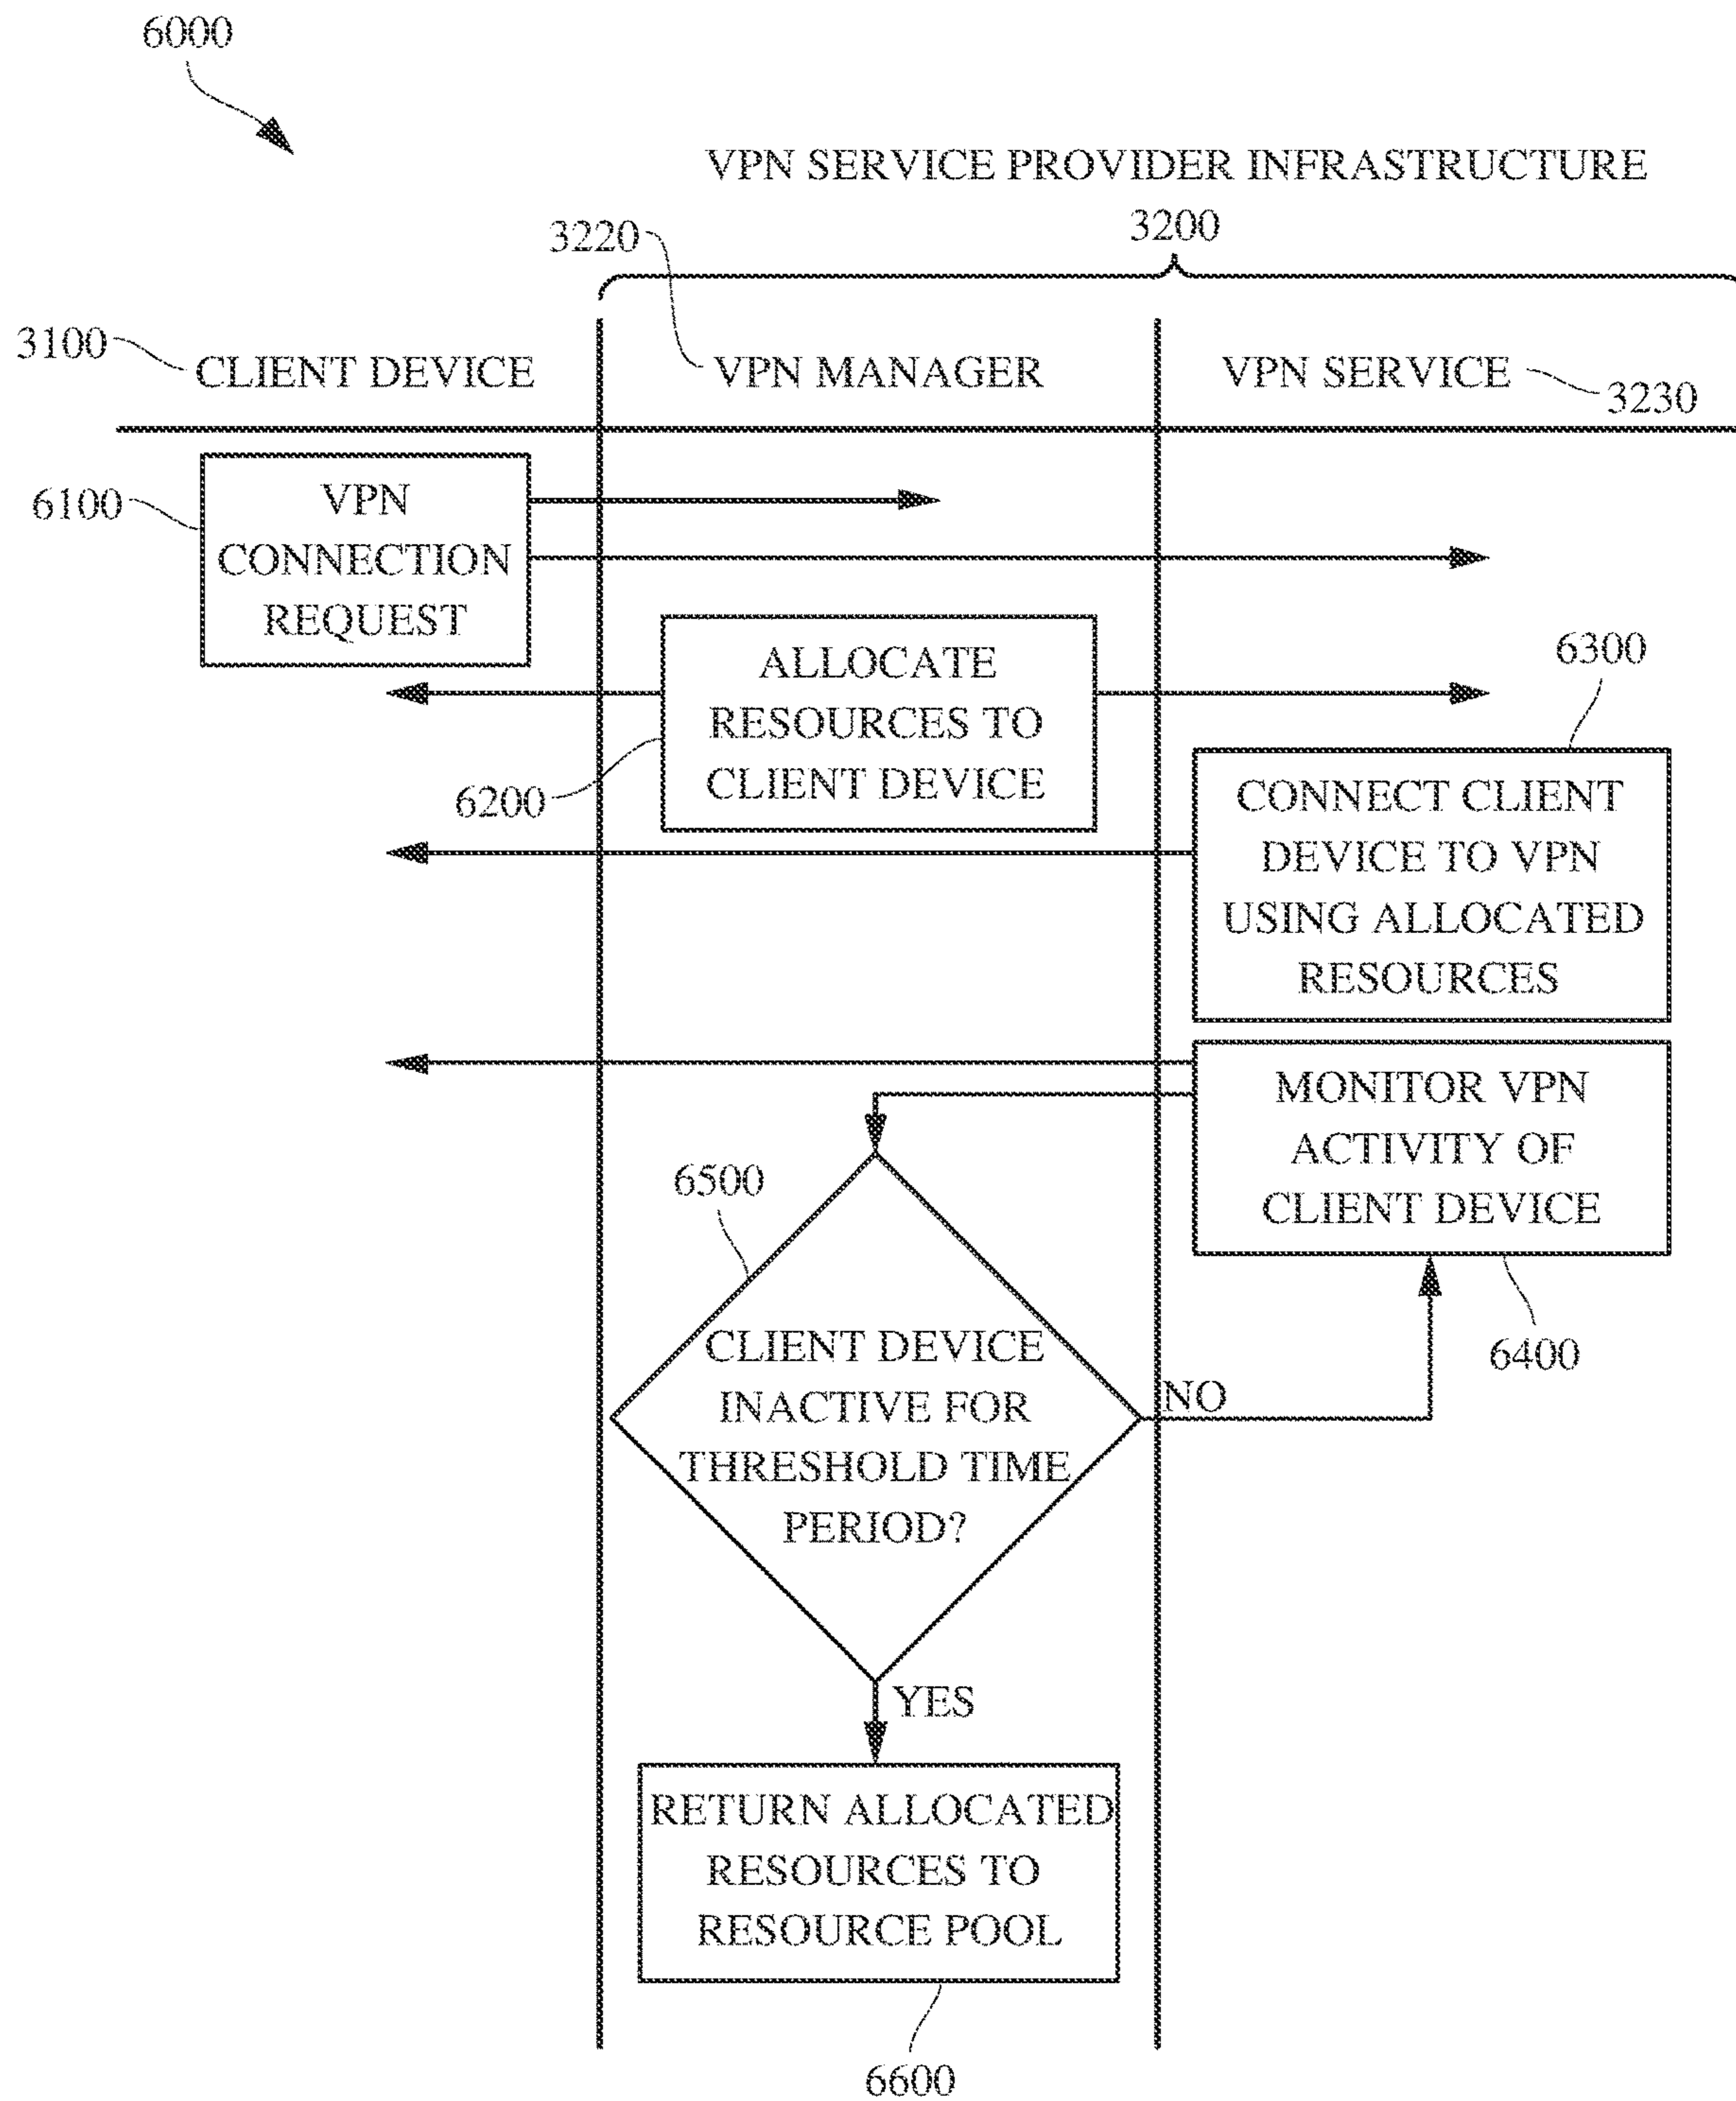 6000
VPN SERVICE PROVIDER INFRASTRUCTURE
3200
3220
3100
CLIENT DEVICE
VPN MANAGER
VPN SERVICE
3230
6100
VPN
CONNECTION
REQUEST
ALLOCATE
RESOURCES TO
CLIENT DEVICE
6200
6300
CONNECT CLIENT
DEVICE TO VPN
USING ALLOCATED
RESOURCES
MONITOR VPN
ACTIVITY OF
CLIENT DEVICE
6400
6500
CLIENT DEVICE
INACTIVE FOR
THRESHOLD TIME
PERIOD?
NO
YES
RETURN ALLOCATED
RESOURCES TO
RESOURCE POOL
6600